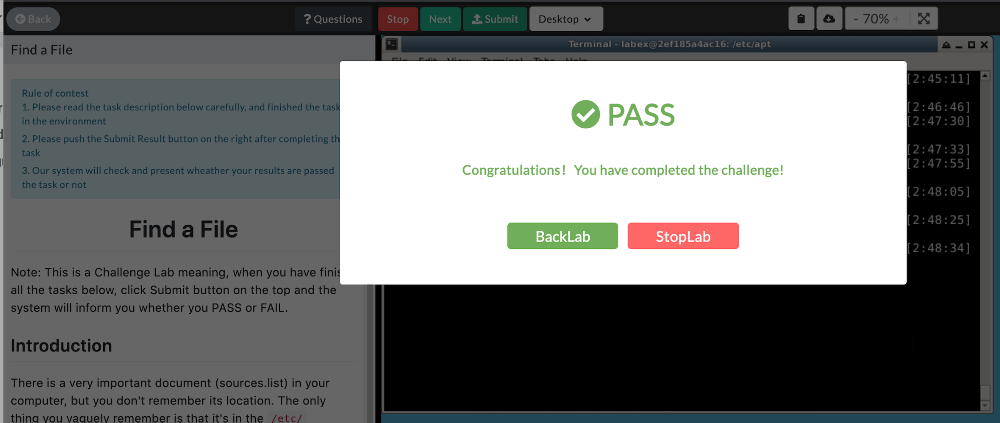 Back
? Questions
Stop
Next
Submit
Desktop
- 70% +
Find a File
Terminal - labex@2ef185a4ac16: /etc/apt
File Edit View Terminal Tabs Help
Rule of contest
1. Please read the task description below carefully, and finished the task
in the environment
2. Please push the Submit Result button on the right after completing th
task
3. Our system will check and present wheather your results are passed
the task or not
Find a File
Note: This is a Challenge Lab meaning, when you have finis
all the tasks below, click Submit button on the top and the
system will inform you whether you PASS or FAIL.
Introduction
There is a very important document (sources.list) in your
computer, but you don't remember its location. The only
thing you vaguely remember is that it's in the /etc/
PASS
Congratulations! You have completed the challenge!
BackLab
StopLab
[2:45:11]
[2:46:46]
[2:47:30]
[2:47:33]
[2:47:55]
[2:48:05]
[2:48:25]
[2:48:34]